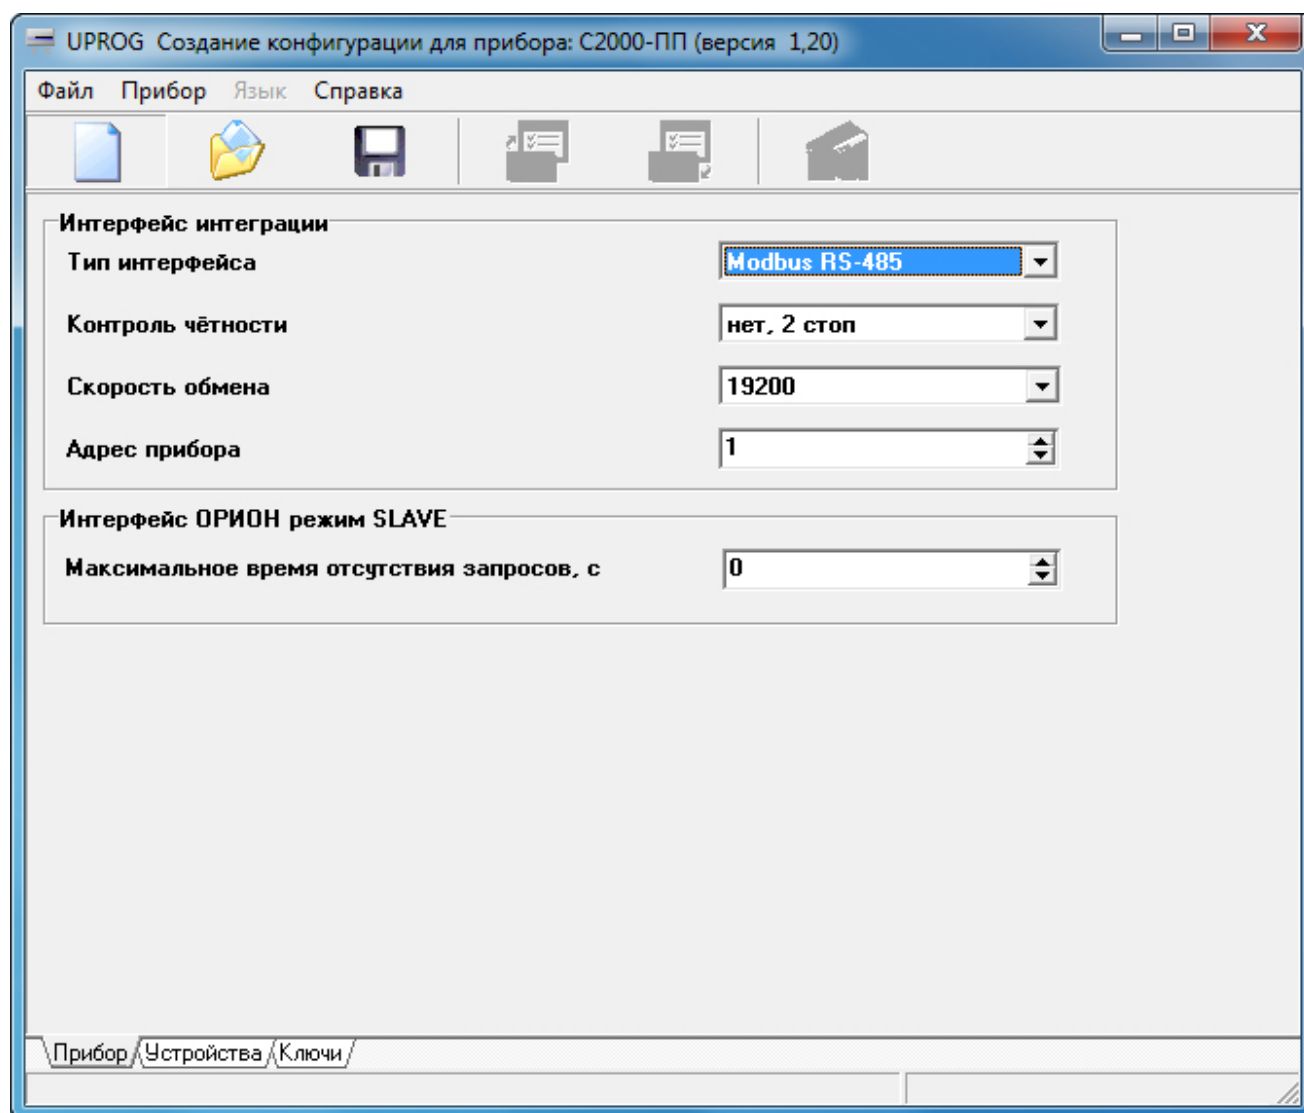 UPROG Создание конфигурации для прибора: С2000-ПП (версия 1,20)
Файл Прибор Язык Справка
Интерфейс интеграции
Тип интерфейса Modbus RS-485
Контроль чётности нет, 2 стоп
Скорость обмена 19200
Адрес прибора 1
Интерфейс ОРИОН режим SLAVE
Максимальное время отсутствия запросов, с 0
Прибор Устройства Ключи